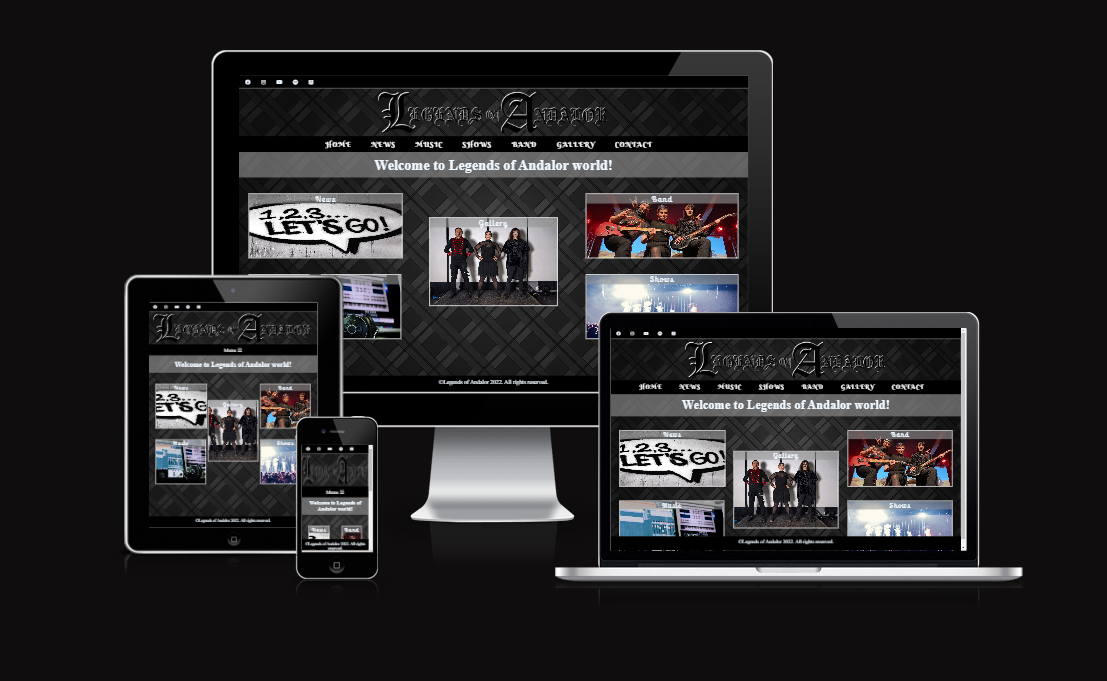 LEGENDS OF ANDALOR
HOME NEWS MUSIC SHOWS BAND GALLERY CONTACT
Welcome to Legends of Andalor world!
News
1,2,3...
LET'S GO!
Gallery
Band
Shows
©Legends of Andalor 2022. All rights reserved.
LEGENDS OF ANDALOR
Menu ☰
Welcome to Legends of Andalor world!
News
1,2,3...
LET'S GO
Gallery
Band
Music
Shows
©Legends of Andalor 2022. All rights reserved.
LEGENDS OF ANDALOR
Menu ☰
Welcome to Legends of
Andalor world!
News
Band
©Legends of Andalor 2022. All rights
reserved.
LEGENDS OF ANDALOR
HOME NEWS MUSIC SHOWS BAND GALLERY CONTACT
Welcome to Legends of Andalor world!
News
1,2,3...
LET'S GO!
Gallery
Band
Music
Shows
©Legends of Andalor 2022. All rights reserved.